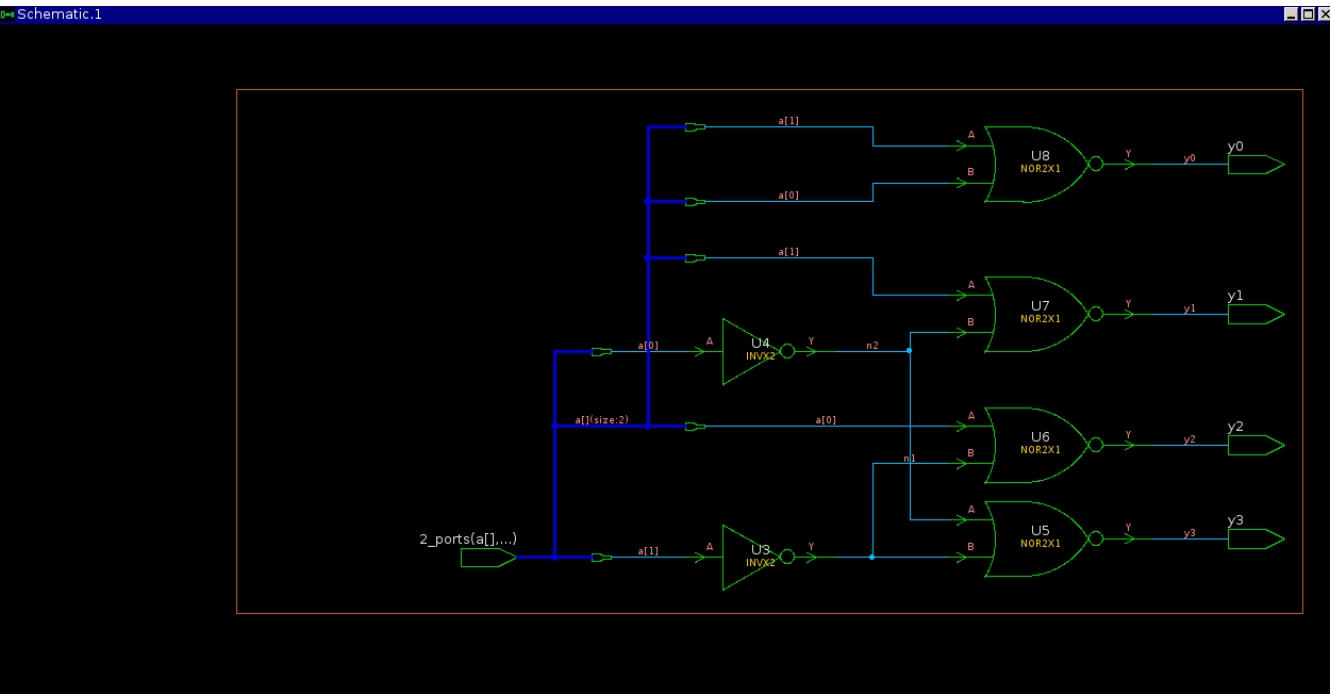 Schematic.1
a[1]
A
U8
NOR2X1
B
Y
y0
y0
a[0]
a[1]
A
U7
NOR2X1
B
Y
y1
y1
a[0]
A
U4
INVX2
Y
n2
a[](size:2)
a[0]
A
U6
NOR2X1
B
Y
y2
y2
n1
2_ports(a[],...)
a[1]
A
U3
INVX2
Y
A
U5
NOR2X1
B
Y
y3
y3